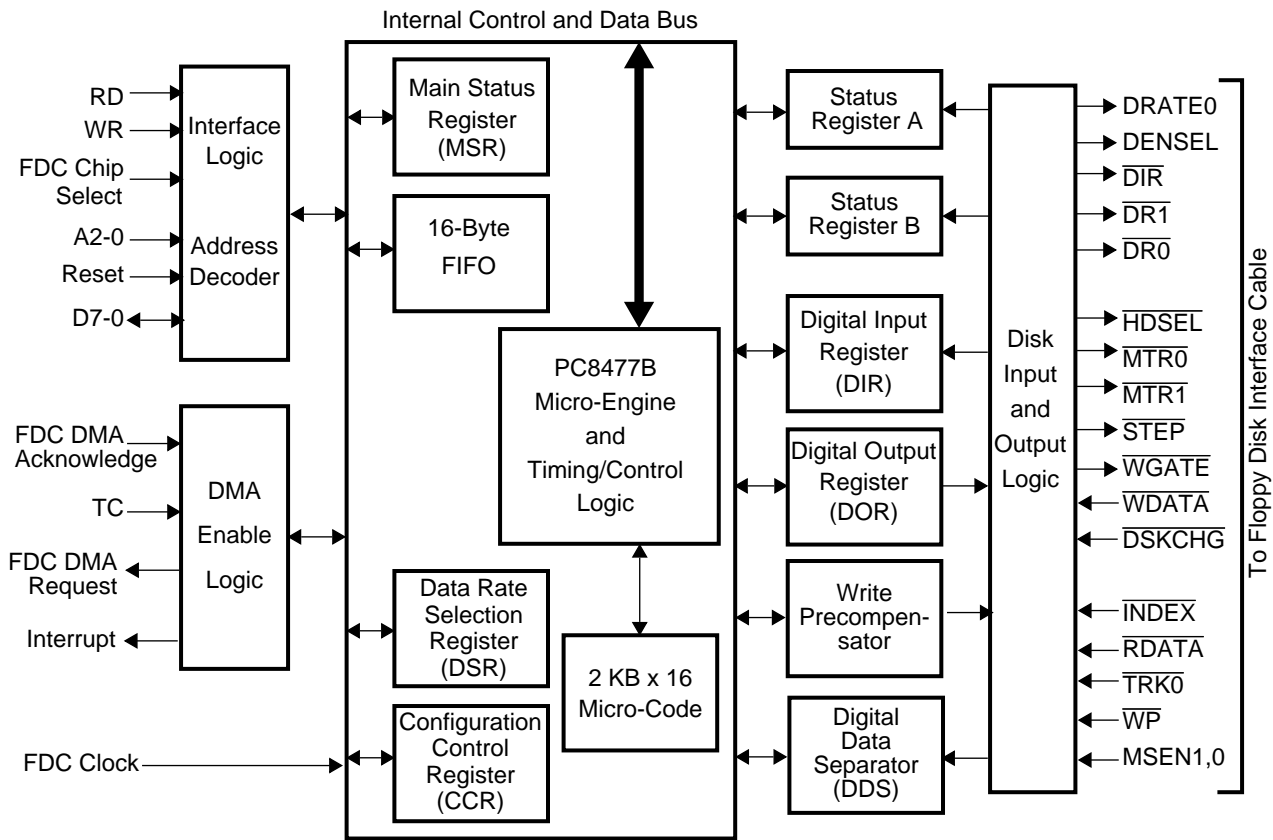 Internal Control and Data Bus
RD
WR
FDC Chip
Select
A2-0
Reset
D7-0
Interface
Logic
Address
Decoder
FDC DMA
Acknowledge
TC
FDC DMA
Request
Interrupt
DMA
Enable
Logic
FDC Clock
Main Status
Register
(MSR)
16-Byte
FIFO
PC8477B
Micro-Engine
and
Timing/Control
Logic
Data Rate
Selection
Register
(DSR)
2 KB x 16
Micro-Code
Configuration
Control
Register
(CCR)
Status
Register A
Status
Register B
Digital Input
Register
(DIR)
Digital Output
Register
(DOR)
Write
Precompen-
sator
Digital
Data
Separator
(DDS)
Disk
Input
and
Output
Logic
DRATE0
DENSEL
DIR
DR1
DR0
HDSEL
MTR0
MTR1
STEP
WGATE
WDATA
DSKCHG
INDEX
RDATA
TRK0
WP
MSEN1,0
To Floppy Disk Interface Cable